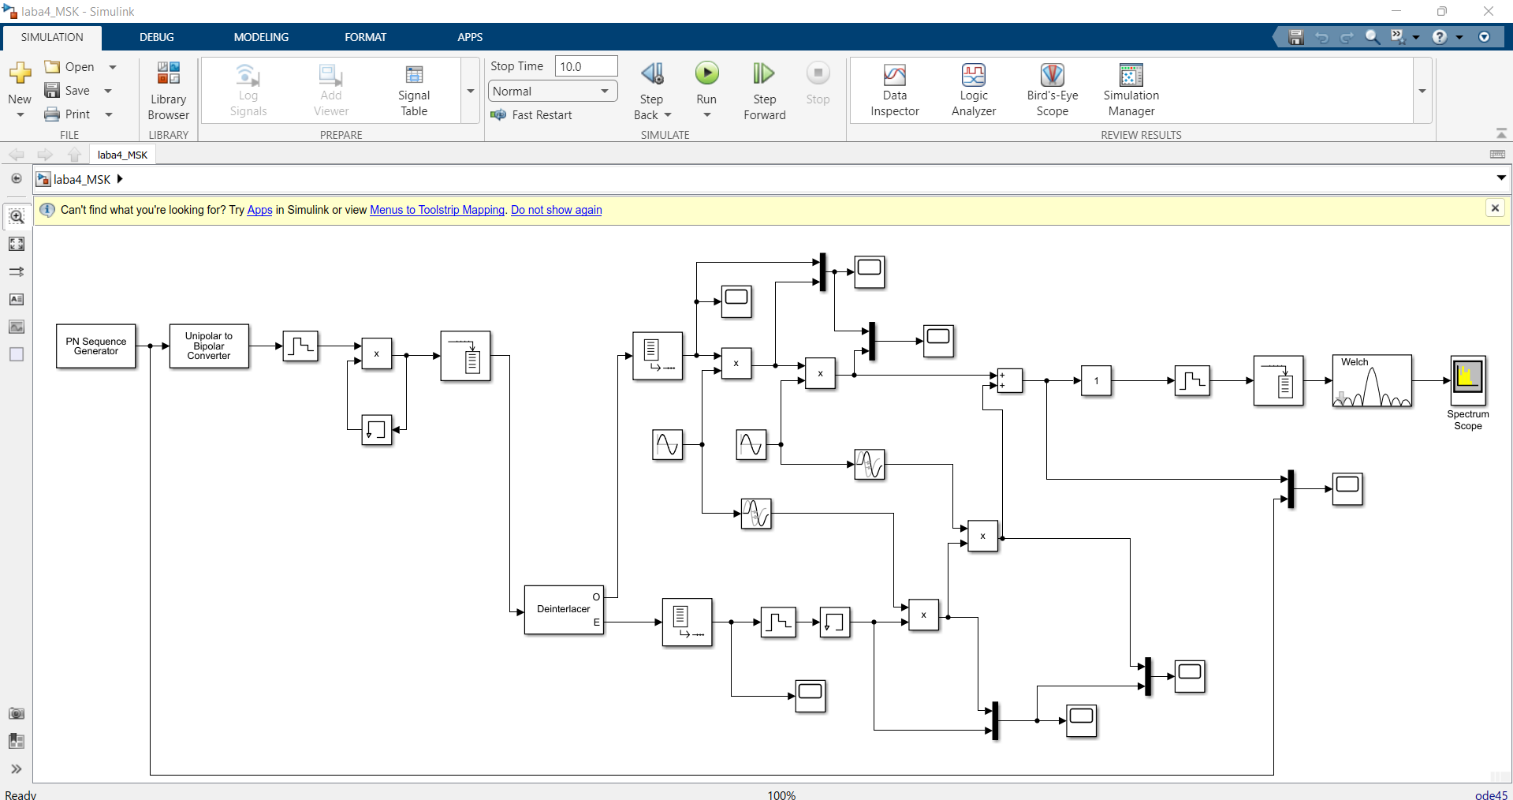 laba4_MSK - Simulink
SIMULATION DEBUG MODELING FORMAT APPS
New
Open
Save
Print
FILE
Library
Browser
LIBRARY
Log
Signals
Add
Viewer
Signal
Table
PREPARE
Stop Time 10.0
Normal
Fast Restart
Step
Back
Run
Step
Forward
Stop
SIMULATE
Data
Inspector
Logic
Analyzer
Bird's-Eye
Scope
Simulation
Manager
REVIEW RESULTS
laba4_MSK
laba4_MSK
Can't find what you're looking for? Try Apps in Simulink or view Menus to Toolstrip Mapping. Do not show again
PN Sequence
Generator
Unipolar to
Bipolar
Converter
x
x
x
+
+
1
Welch
Spectrum
Scope
x
Deinterlacer
O
E
x
Ready
100%
ode45